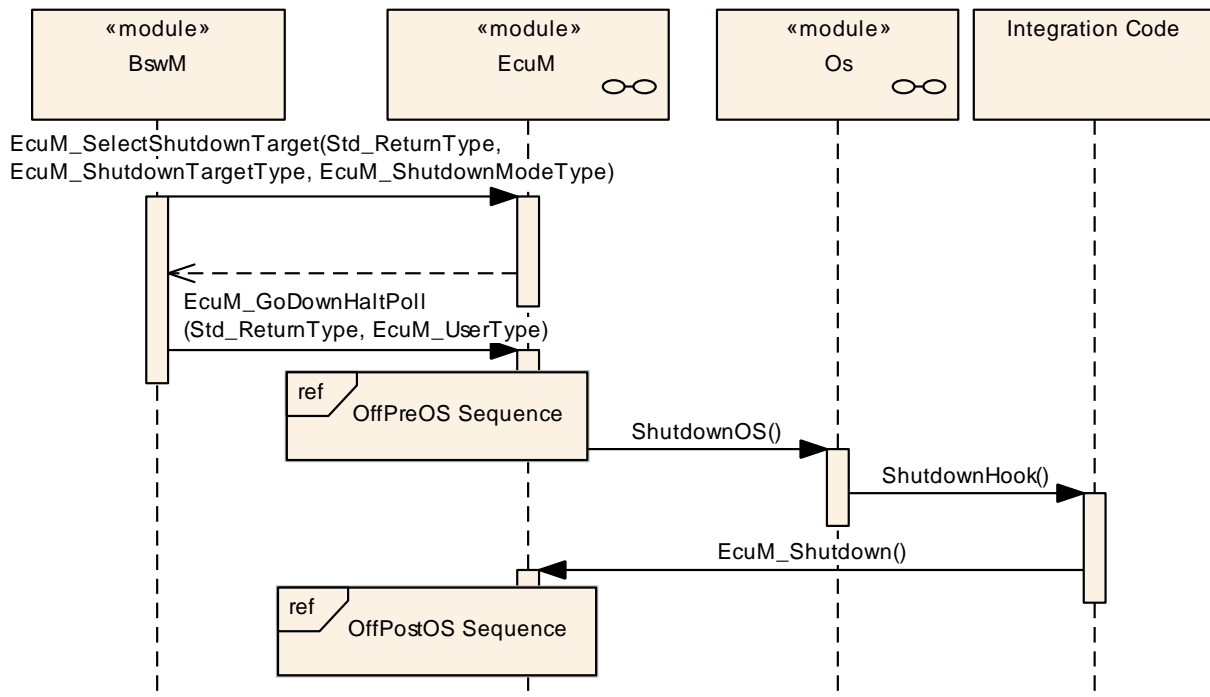 «module»
BswM
«module»
EcuM
«module»
Os
Integration Code
EcuM_SelectShutdownTarget(Std_ReturnType,
EcuM_ShutdownTargetType, EcuM_ShutdownModeType)
EcuM_GoDownHaltPoll
(Std_ReturnType, EcuM_UserType)
ref
OffPreOS Sequence
ShutdownOS()
ShutdownHook()
EcuM_Shutdown()
ref
OffPostOS Sequence